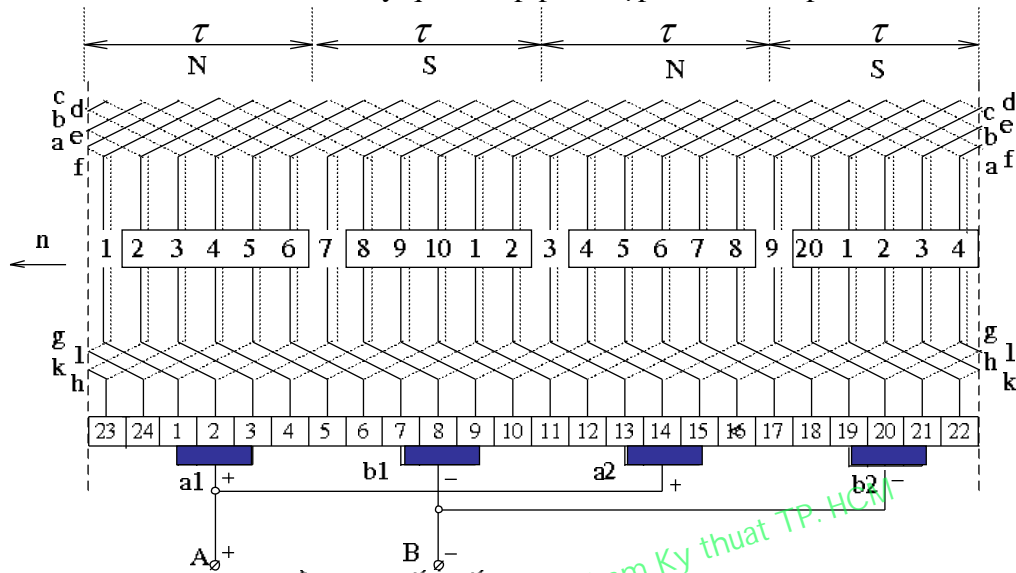 τ τ τ τ
N S N S
c d c d
b b e
a e a f
f
n
1 2 3 4 5 6 7 8 9 10 1 2 3 4 5 6 7 8 9 20 1 2 3 4
g g
l h l
k h k
23 24 1 2 3 4 5 6 7 8 9 10 11 12 13 14 15 16 17 18 19 20 21 22
a1 + b1 − a2 + b2 −
A + B −
m Ky thuat TP. HCM